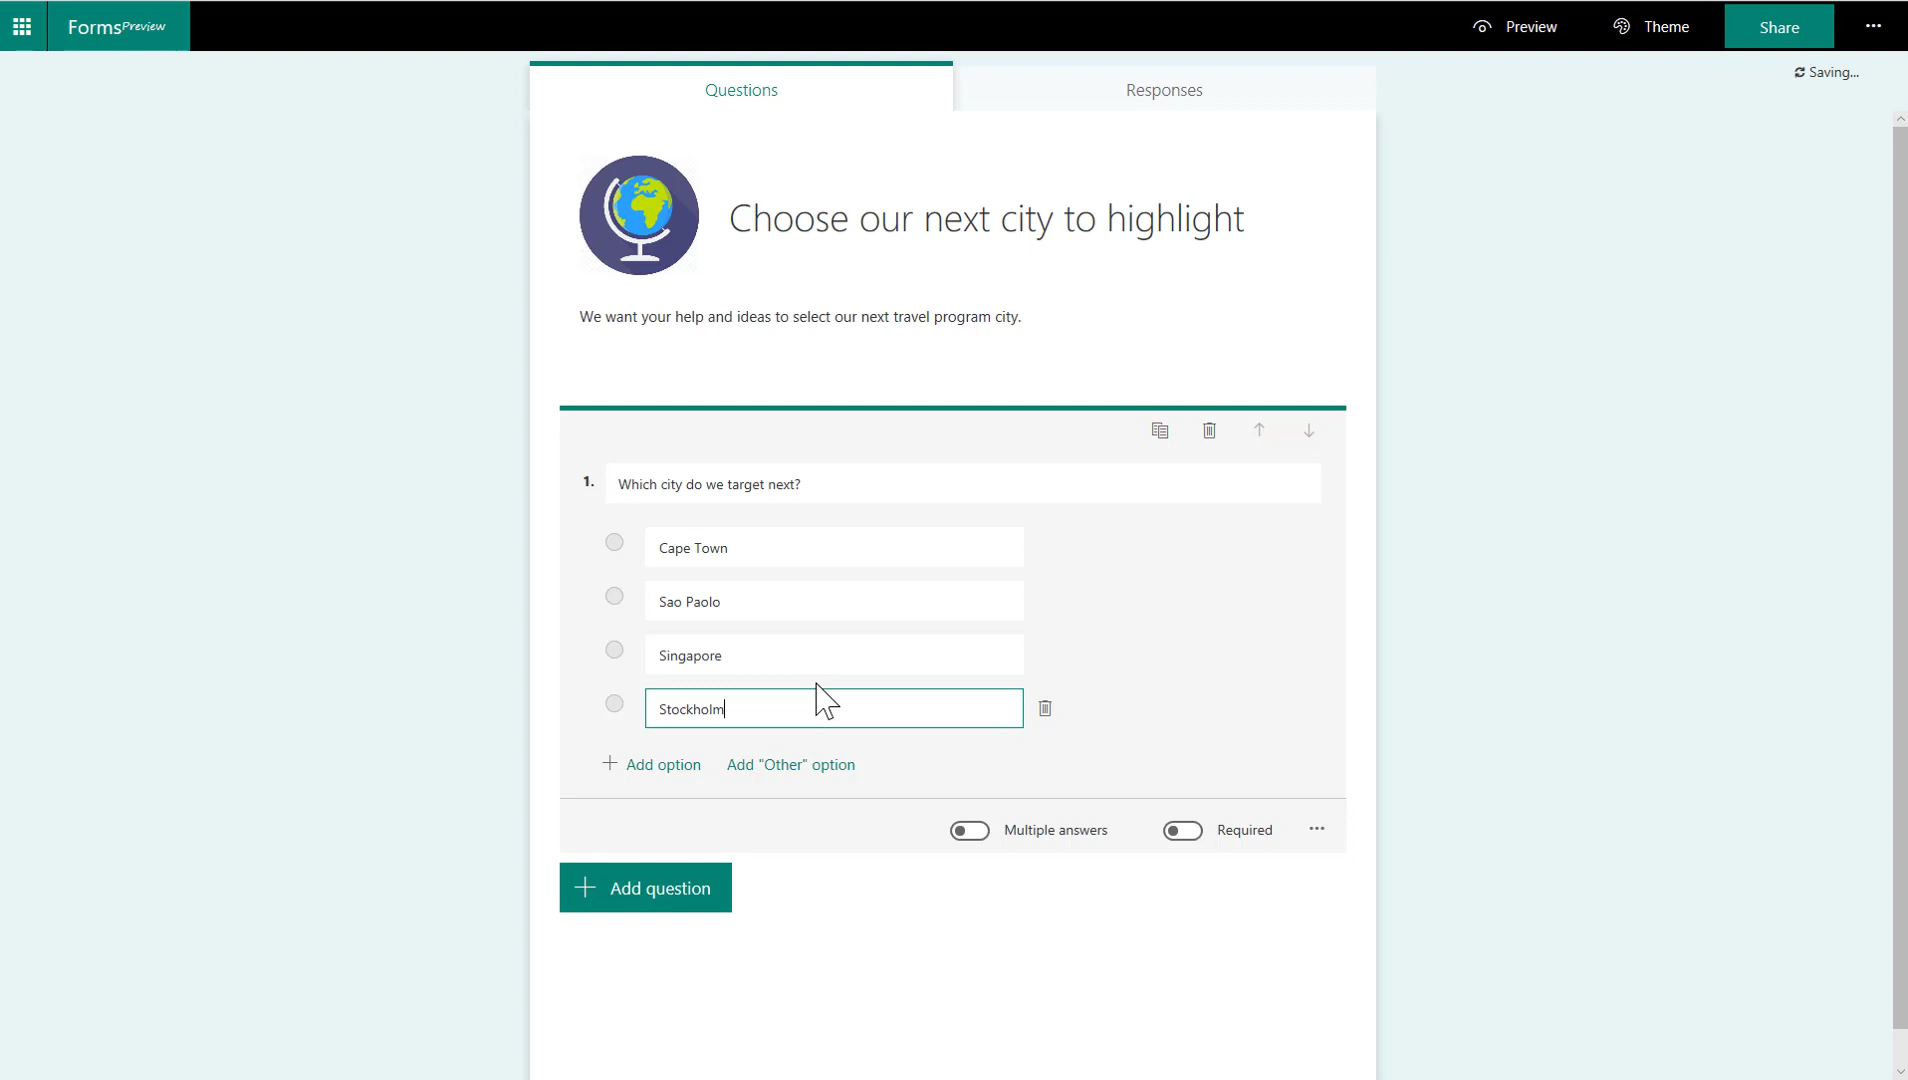 Forms Preview
Preview
Theme
Share
Saving...
Questions
Responses
Choose our next city to highlight
We want your help and ideas to select our next travel program city.
1. Which city do we target next?
Cape Town
Sao Paolo
Singapore
Stockholm
Add option
Add "Other" option
Multiple answers
Required
Add question